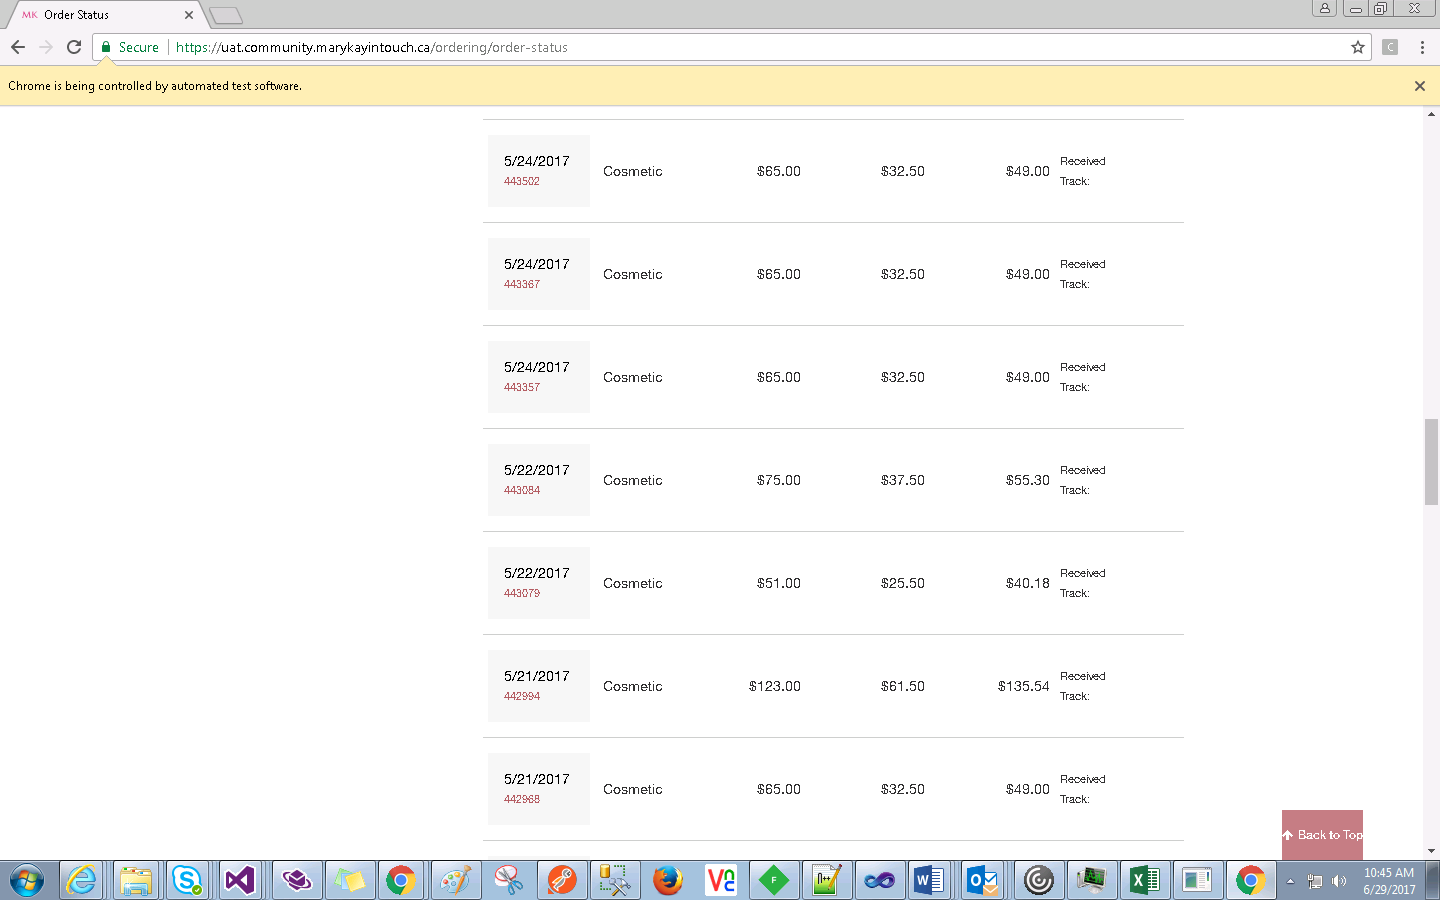 MK Order Status
Secure https://uat.community.marykayintouch.ca/ordering/order-status
C
Chrome is being controlled by automated test software.
5/24/2017
443502
Cosmetic $65.00 $32.50 $49.00
Received
Track:
5/24/2017
443367
Cosmetic $65.00 $32.50 $49.00
Received
Track:
5/24/2017
443357
Cosmetic $65.00 $32.50 $49.00
Received
Track:
5/22/2017
443084
Cosmetic $75.00 $37.50 $55.30
Received
Track:
5/22/2017
443079
Cosmetic $51.00 $25.50 $40.18
Received
Track:
5/21/2017
442994
Cosmetic $123.00 $61.50 $135.54
Received
Track:
5/21/2017
442968
Cosmetic $65.00 $32.50 $49.00
Received
Track:
Back to Top
10:45 AM
6/29/2017